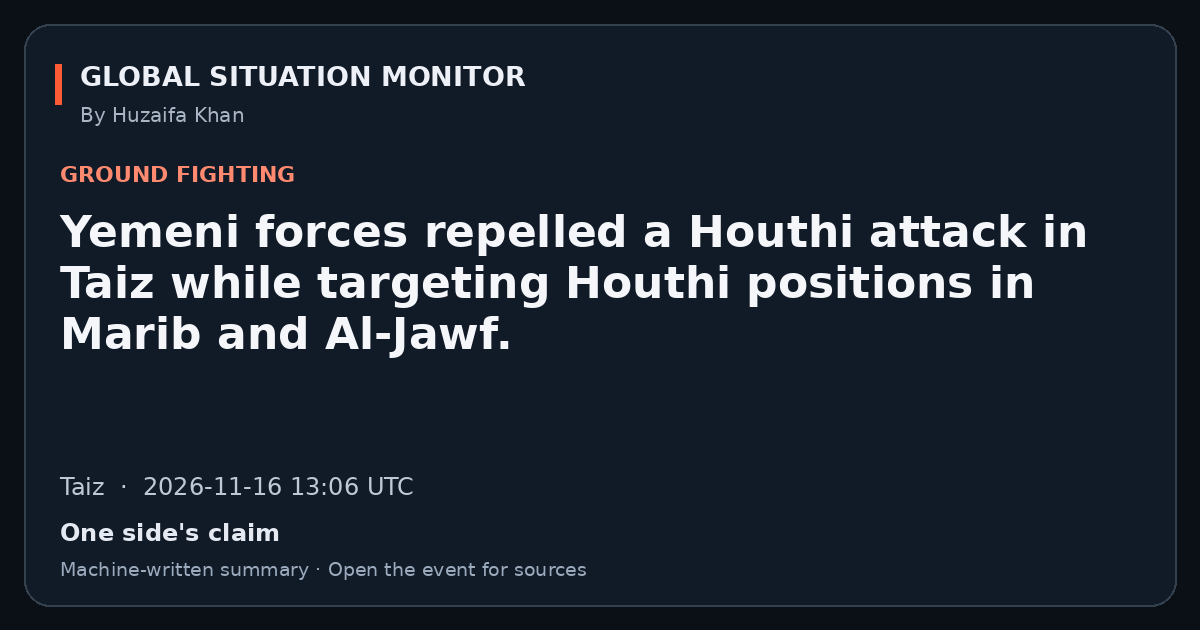 GLOBAL SITUATION MONITOR
By Huzaifa Khan
GROUND FIGHTING
Yemeni forces repelled a Houthi attack in
Taiz while targeting Houthi positions in
Marib and Al-Jawf.
Taiz · 2026-11-16 13:06 UTC
One side's claim
Machine-written summary · Open the event for sources